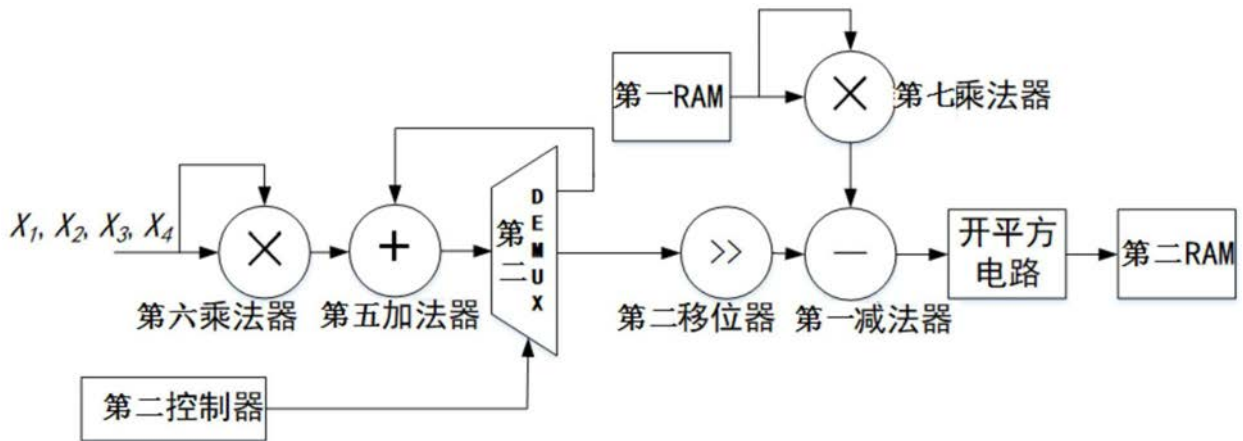 第一RAM
第七乘法器
X₁, X₂, X₃, X₄
×
第六乘法器
+
第五加法器
第二
DEMUX
>>
第二移位器
−
第一减法器
开平方
电路
第二RAM
第二控制器
×